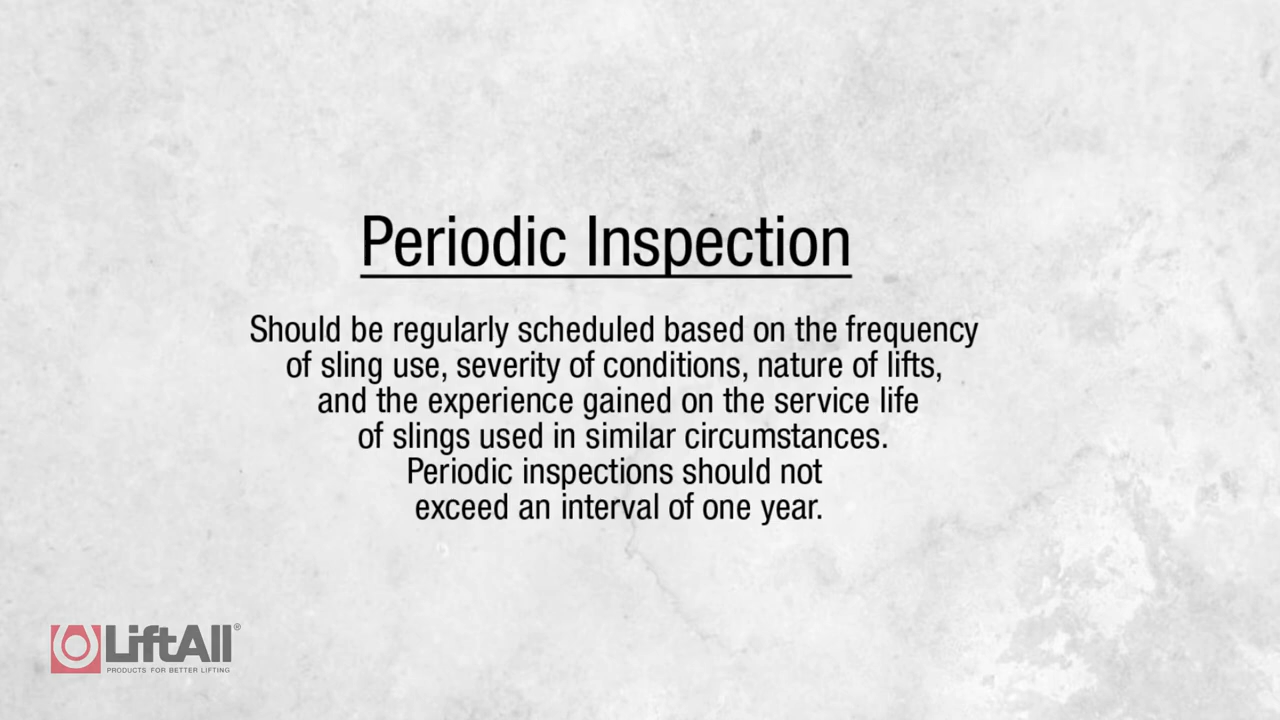 Periodic Inspection
Should be regularly scheduled based on the frequency
of sling use, severity of conditions, nature of lifts,
and the experience gained on the service life
of slings used in similar circumstances.
Periodic inspections should not
exceed an interval of one year.
LiftAll®
PRODUCTS FOR BETTER LIFTING